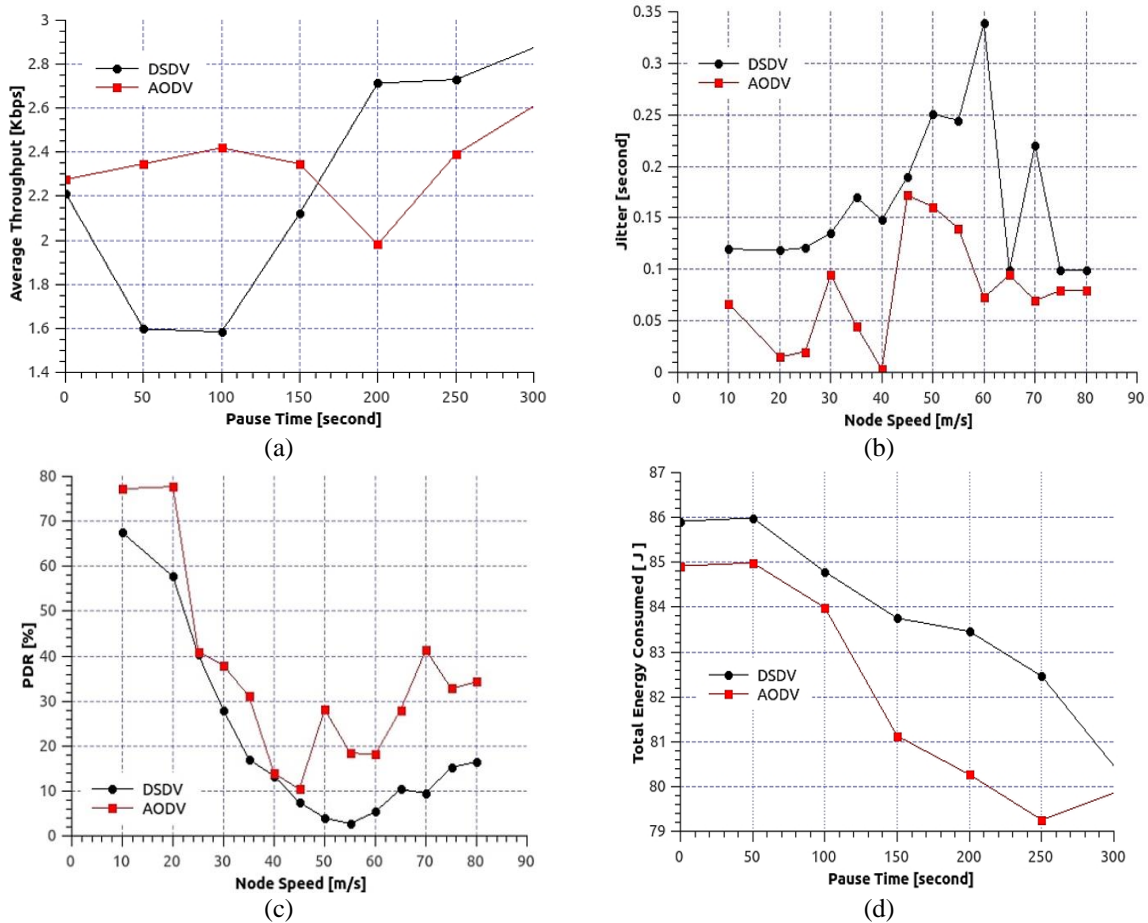 3
2.8
2.6
2.4
2.2
2
1.8
1.6
1.4
Average Throughput [Kbps]
DSDV
AODV
0 50 100 150 200 250 300
Pause Time [second]
(a)
0.35
0.3
0.25
0.2
0.15
0.1
0.05
0
Jitter [second]
DSDV
AODV
0 10 20 30 40 50 60 70 80 90
Node Speed [m/s]
(b)
80
70
60
50
40
30
20
10
0
PDR [%]
DSDV
AODV
0 10 20 30 40 50 60 70 80 90
Node Speed [m/s]
(c)
87
86
85
84
83
82
81
80
79
Total Energy Consumed [ J ]
DSDV
AODV
0 50 100 150 200 250 300
Pause Time [second]
(d)